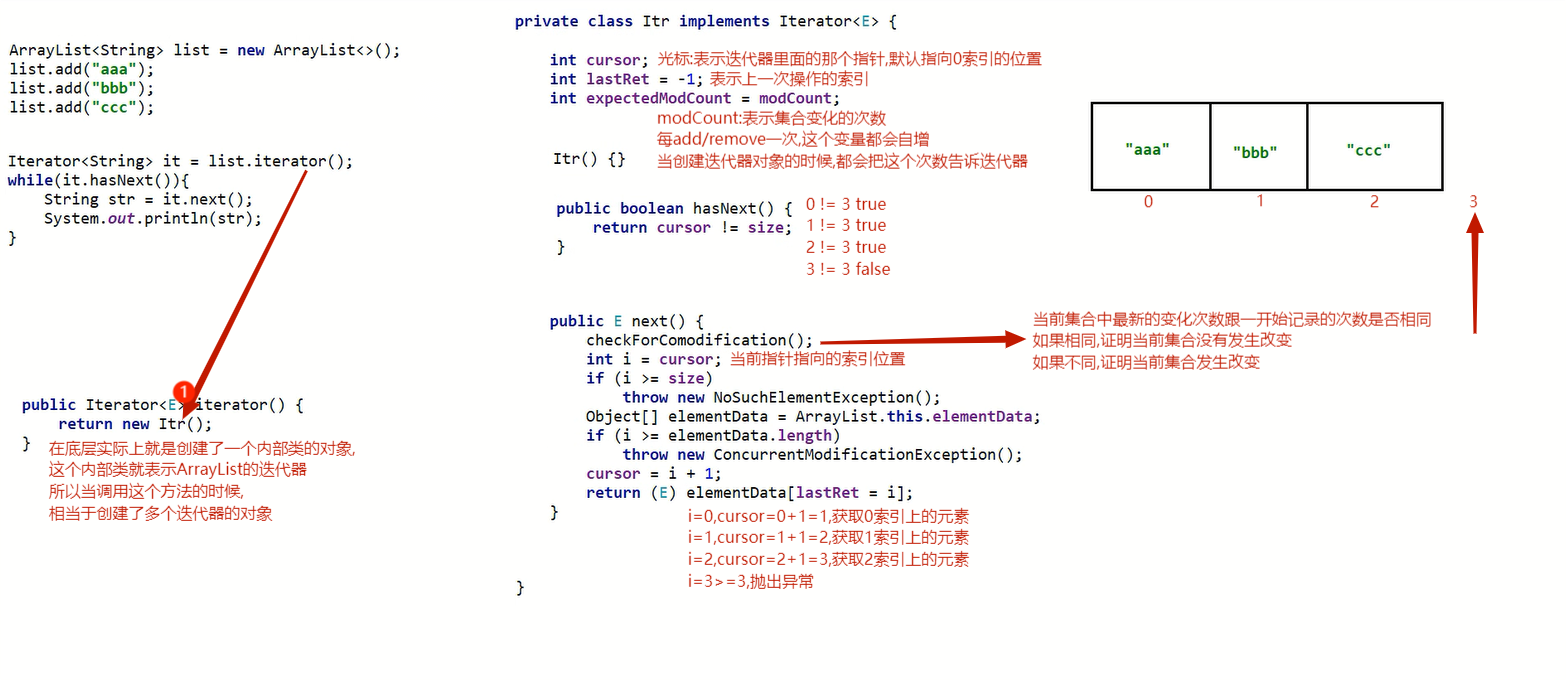 ArrayList<String> list = new ArrayList<>();
list.add("aaa");
list.add("bbb");
list.add("ccc");
Iterator<String> it = list.iterator();
while(it.hasNext()){
String str = it.next();
System.out.println(str);
}
1
public Iterator<E> iterator() {
return new Itr();
}
在底层实际上就是创建了一个内部类的对象,
这个内部类就表示ArrayList的迭代器
所以当调用这个方法的时候,
相当于创建了多个迭代器的对象
private class Itr implements Iterator<E> {
int cursor; 光标:表示迭代器里面的那个指针,默认指向0索引的位置
int lastRet = -1; 表示上一次操作的索引
int expectedModCount = modCount;
modCount:表示集合变化的次数
每add/remove一次,这个变量都会自增
Itr() {} 当创建迭代器对象的时候,都会把这个次数告诉迭代器
public boolean hasNext() { 0 != 3 true
return cursor != size; 1 != 3 true
} 2 != 3 true
3 != 3 false
public E next() {
checkForComodification();
int i = cursor; 当前指针指向的索引位置
if (i >= size)
throw new NoSuchElementException();
Object[] elementData = ArrayList.this.elementData;
if (i >= elementData.length)
throw new ConcurrentModificationException();
cursor = i + 1;
return (E) elementData[lastRet = i];
}
i=0,cursor=0+1=1,获取0索引上的元素
i=1,cursor=1+1=2,获取1索引上的元素
i=2,cursor=2+1=3,获取2索引上的元素
i=3>=3,抛出异常
}
"aaa" "bbb" "ccc"
0 1 2 3
当前集合中最新的变化次数跟一开始记录的次数是否相同
如果相同,证明当前集合没有发生改变
如果不同,证明当前集合发生改变